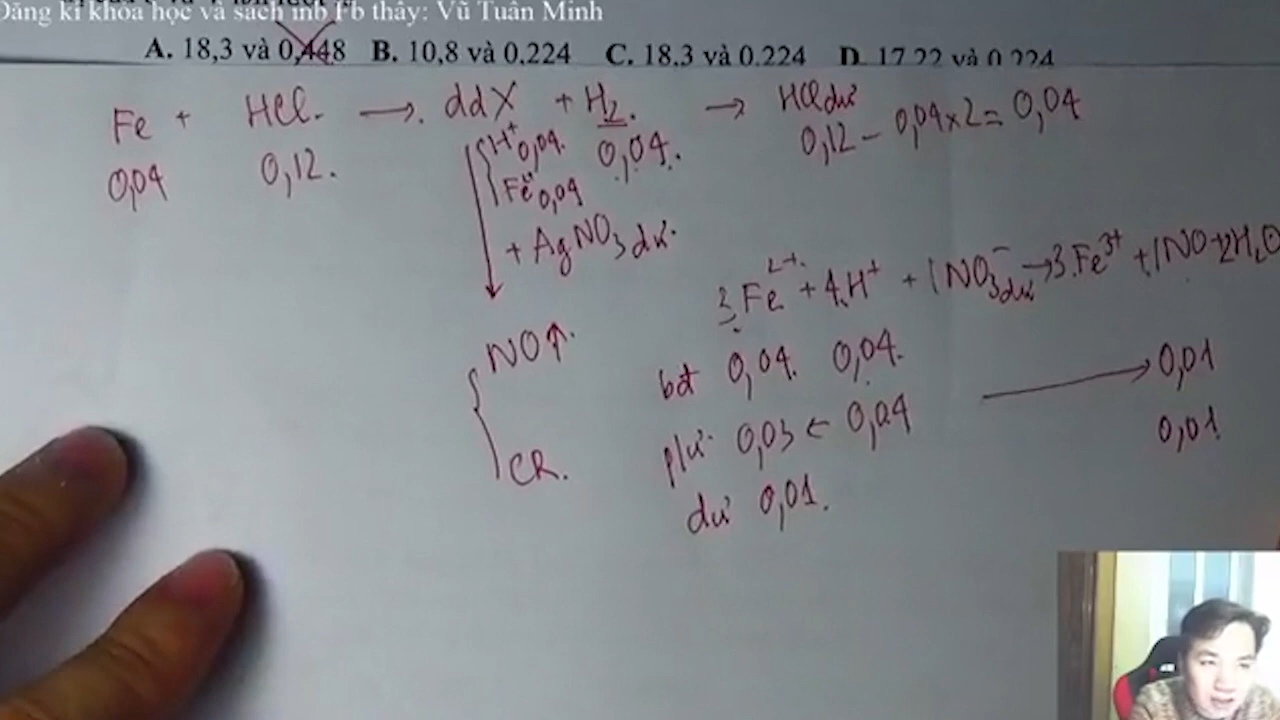 Đăng kí khóa học và sách inb Fb thầy: Vũ Tuấn Minh
A. 18,3 và 0,448 B. 10,8 và 0.224 C. 18.3 và 0.224 D. 17.22 và 0.224
Fe + HCl. → ddX + H2. → HCl dư
0,04 0,12. H+ 0,04. 0,04. 0,12 - 0,04x2 = 0,04
Fe2+ 0,04
+ AgNO3 dư.
3Fe2+ + 4H+ + 1NO3- dư → 3Fe3+ + 1NO + 2H2O
NO↑.
bđ 0,04. 0,04. → 0,01
pư 0,03 ← 0,04 0,01.
CR.
dư 0,01.